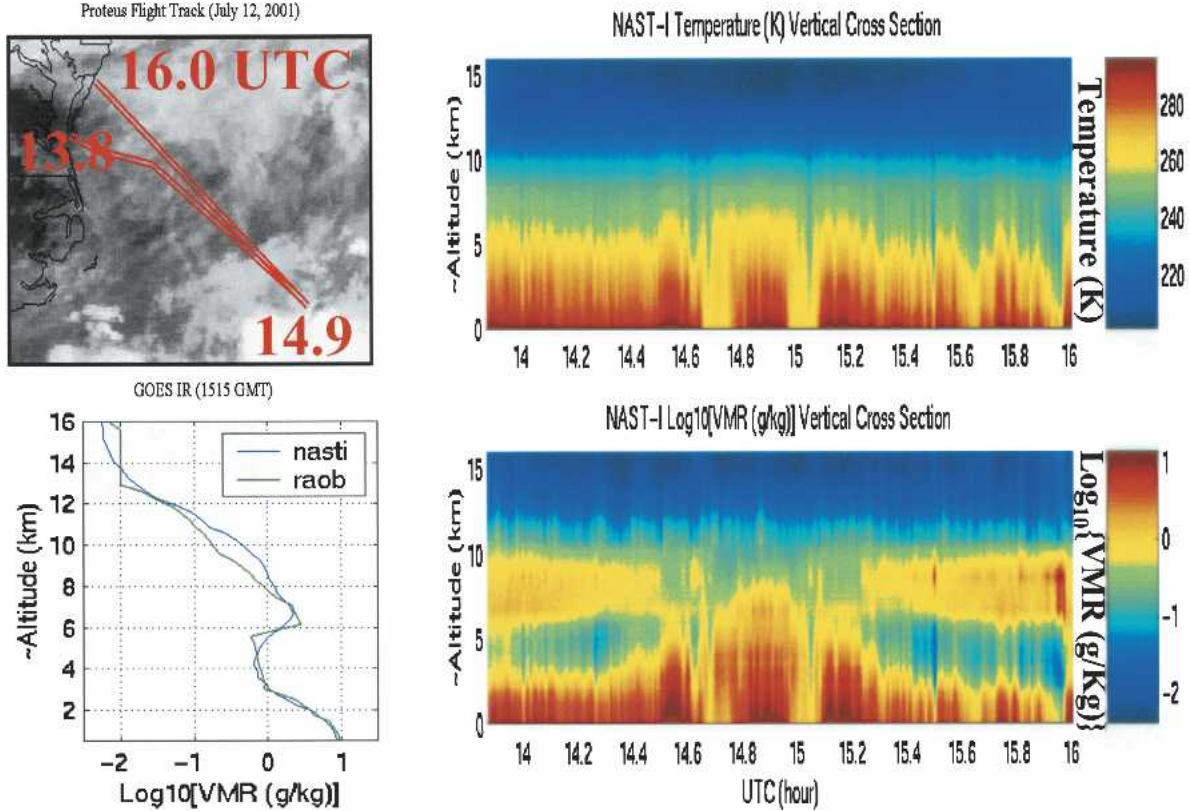 Proteus Flight Track (July 12, 2001)
16.0 UTC
13.8
14.9
GOES IR (1515 GMT)
NAST-I Temperature (K) Vertical Cross Section
~Altitude (km)
15
10
5
0
14 14.2 14.4 14.6 14.8 15 15.2 15.4 15.6 15.8 16
280
260
240
220
Temperature (K)
~Altitude (km)
16
14
12
10
8
6
4
2
nasti
raob
-2 -1 0 1
Log10[VMR (g/kg)]
NAST-I Log10[VMR (g/kg)] Vertical Cross Section
~Altitude (km)
15
10
5
0
14 14.2 14.4 14.6 14.8 15 15.2 15.4 15.6 15.8 16
UTC (hour)
1
0
-1
-2
Log10{VMR (g/Kg)}